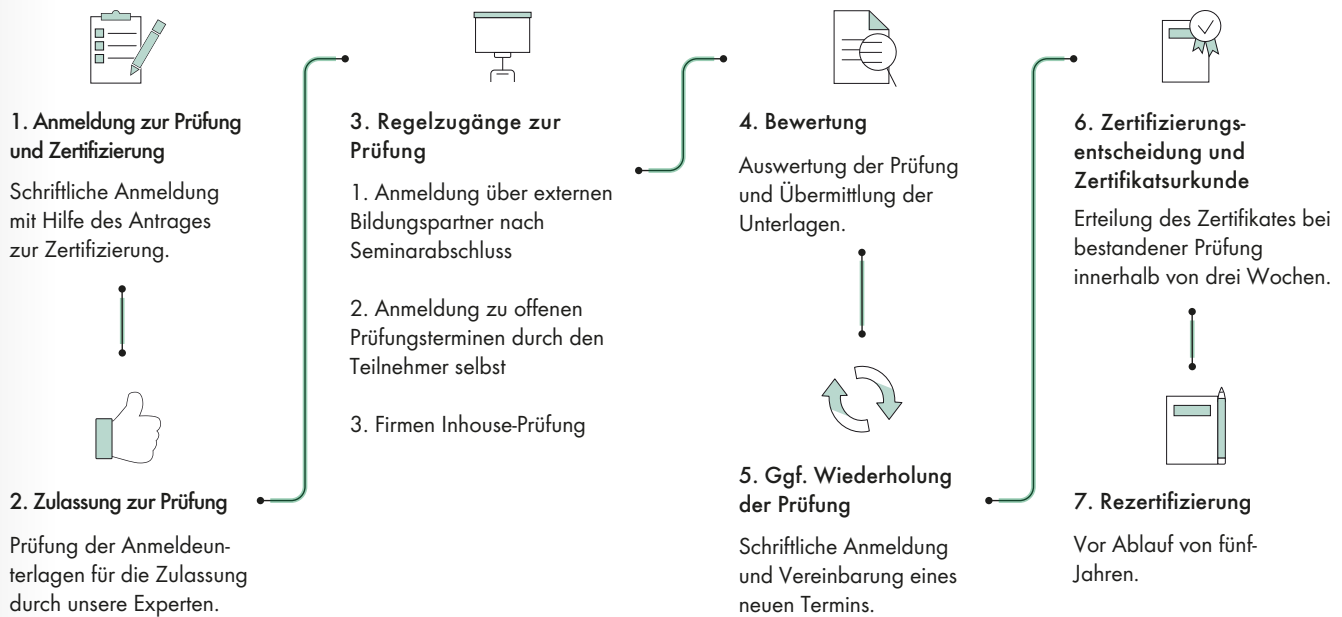 1. Anmeldung zur Prüfung
und Zertifizierung
Schriftliche Anmeldung
mit Hilfe des Antrages
zur Zertifizierung.
2. Zulassung zur Prüfung
Prüfung der Anmeldeun-
terlagen für die Zulassung
durch unsere Experten.
3. Regelzugänge zur
Prüfung
1. Anmeldung über externen
Bildungspartner nach
Seminarabschluss
2. Anmeldung zu offenen
Prüfungsterminen durch den
Teilnehmer selbst
3. Firmen Inhouse-Prüfung
4. Bewertung
Auswertung der Prüfung
und Übermittlung der
Unterlagen.
5. Ggf. Wiederholung
der Prüfung
Schriftliche Anmeldung
und Vereinbarung eines
neuen Termins.
6. Zertifizierungs-
entscheidung und
Zertifikatsurkunde
Erteilung des Zertifikates bei
bestandener Prüfung
innerhalb von drei Wochen.
7. Rezertifizierung
Vor Ablauf von fünf-
Jahren.